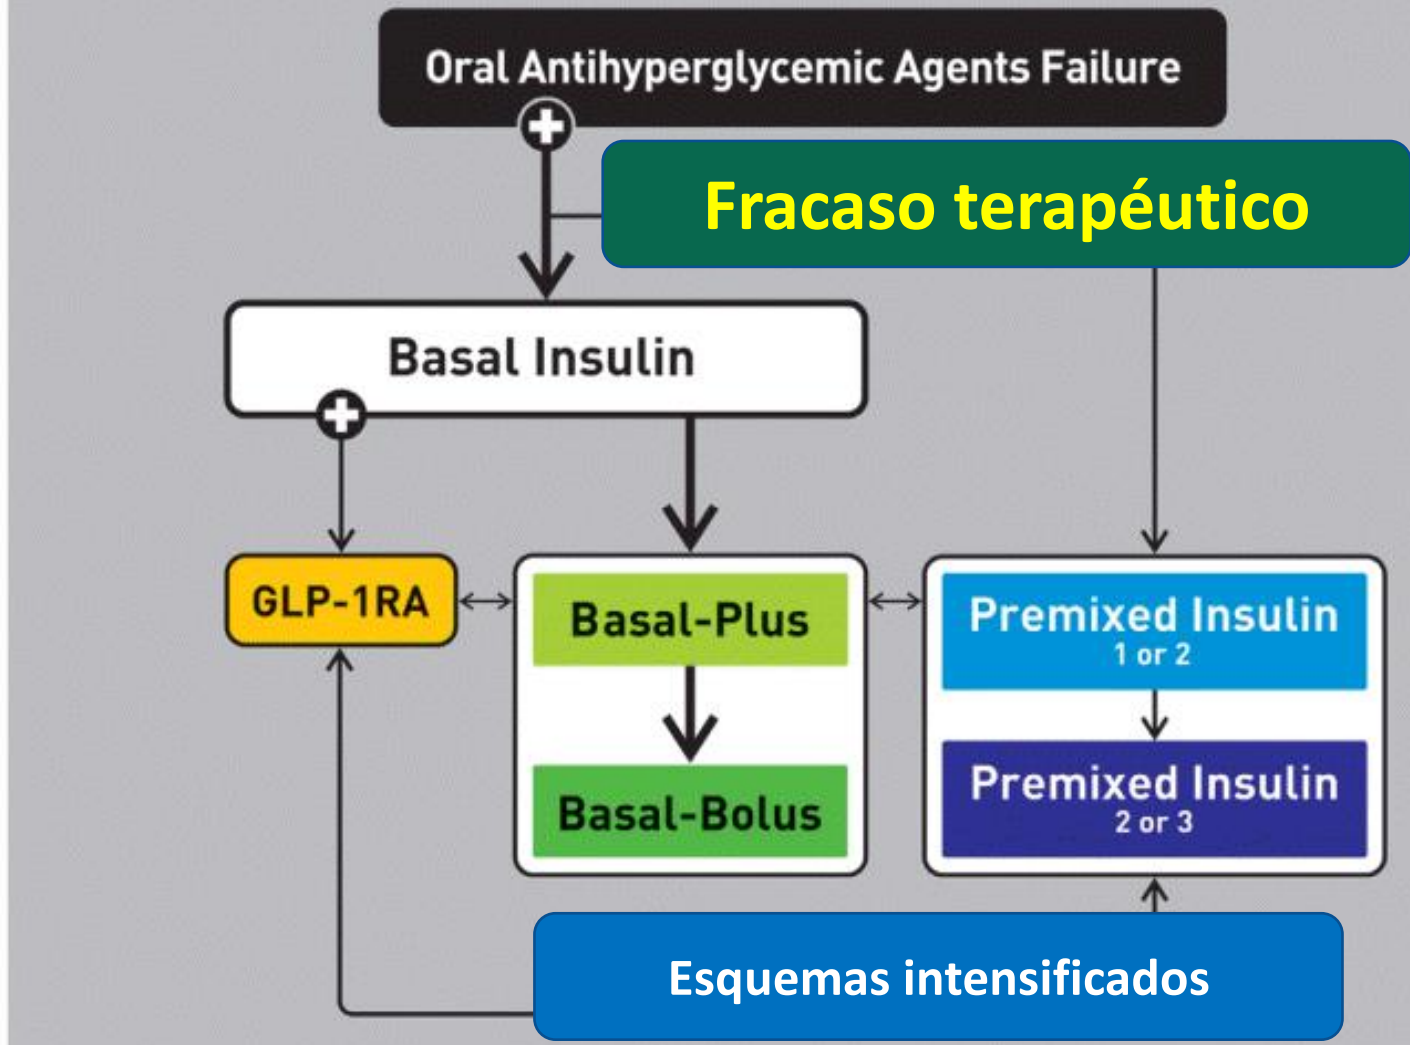 Oral Antihyperglycemic Agents Failure
Fracaso terapéutico
Basal Insulin
GLP-1RA
Basal-Plus
Basal-Bolus
Premixed Insulin
1 or 2
Premixed Insulin
2 or 3
Esquemas intensificados